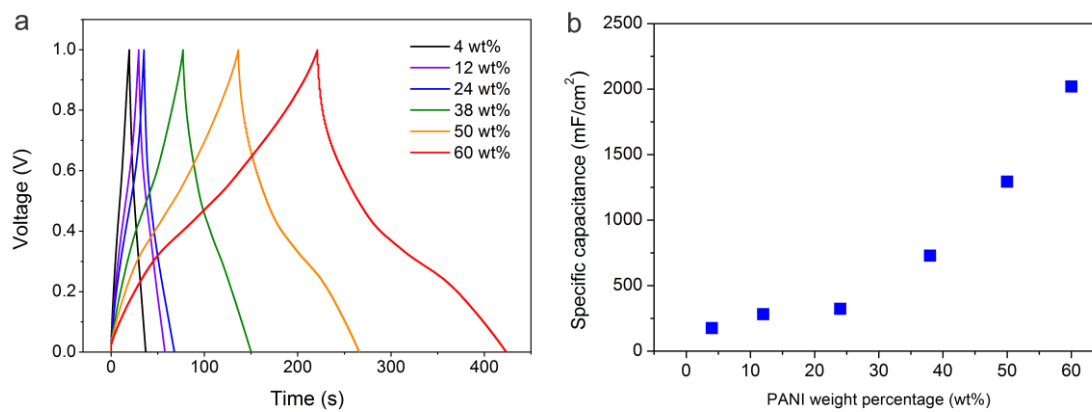 a
1.0
0.8
0.6
0.4
0.2
0.0
Voltage (V)
4 wt%
12 wt%
24 wt%
38 wt%
50 wt%
60 wt%
0 100 200 300 400
Time (s)
b
2500
2000
1500
1000
500
0
Specific capacitance (mF/cm²)
0 10 20 30 40 50 60
PANI weight percentage (wt%)